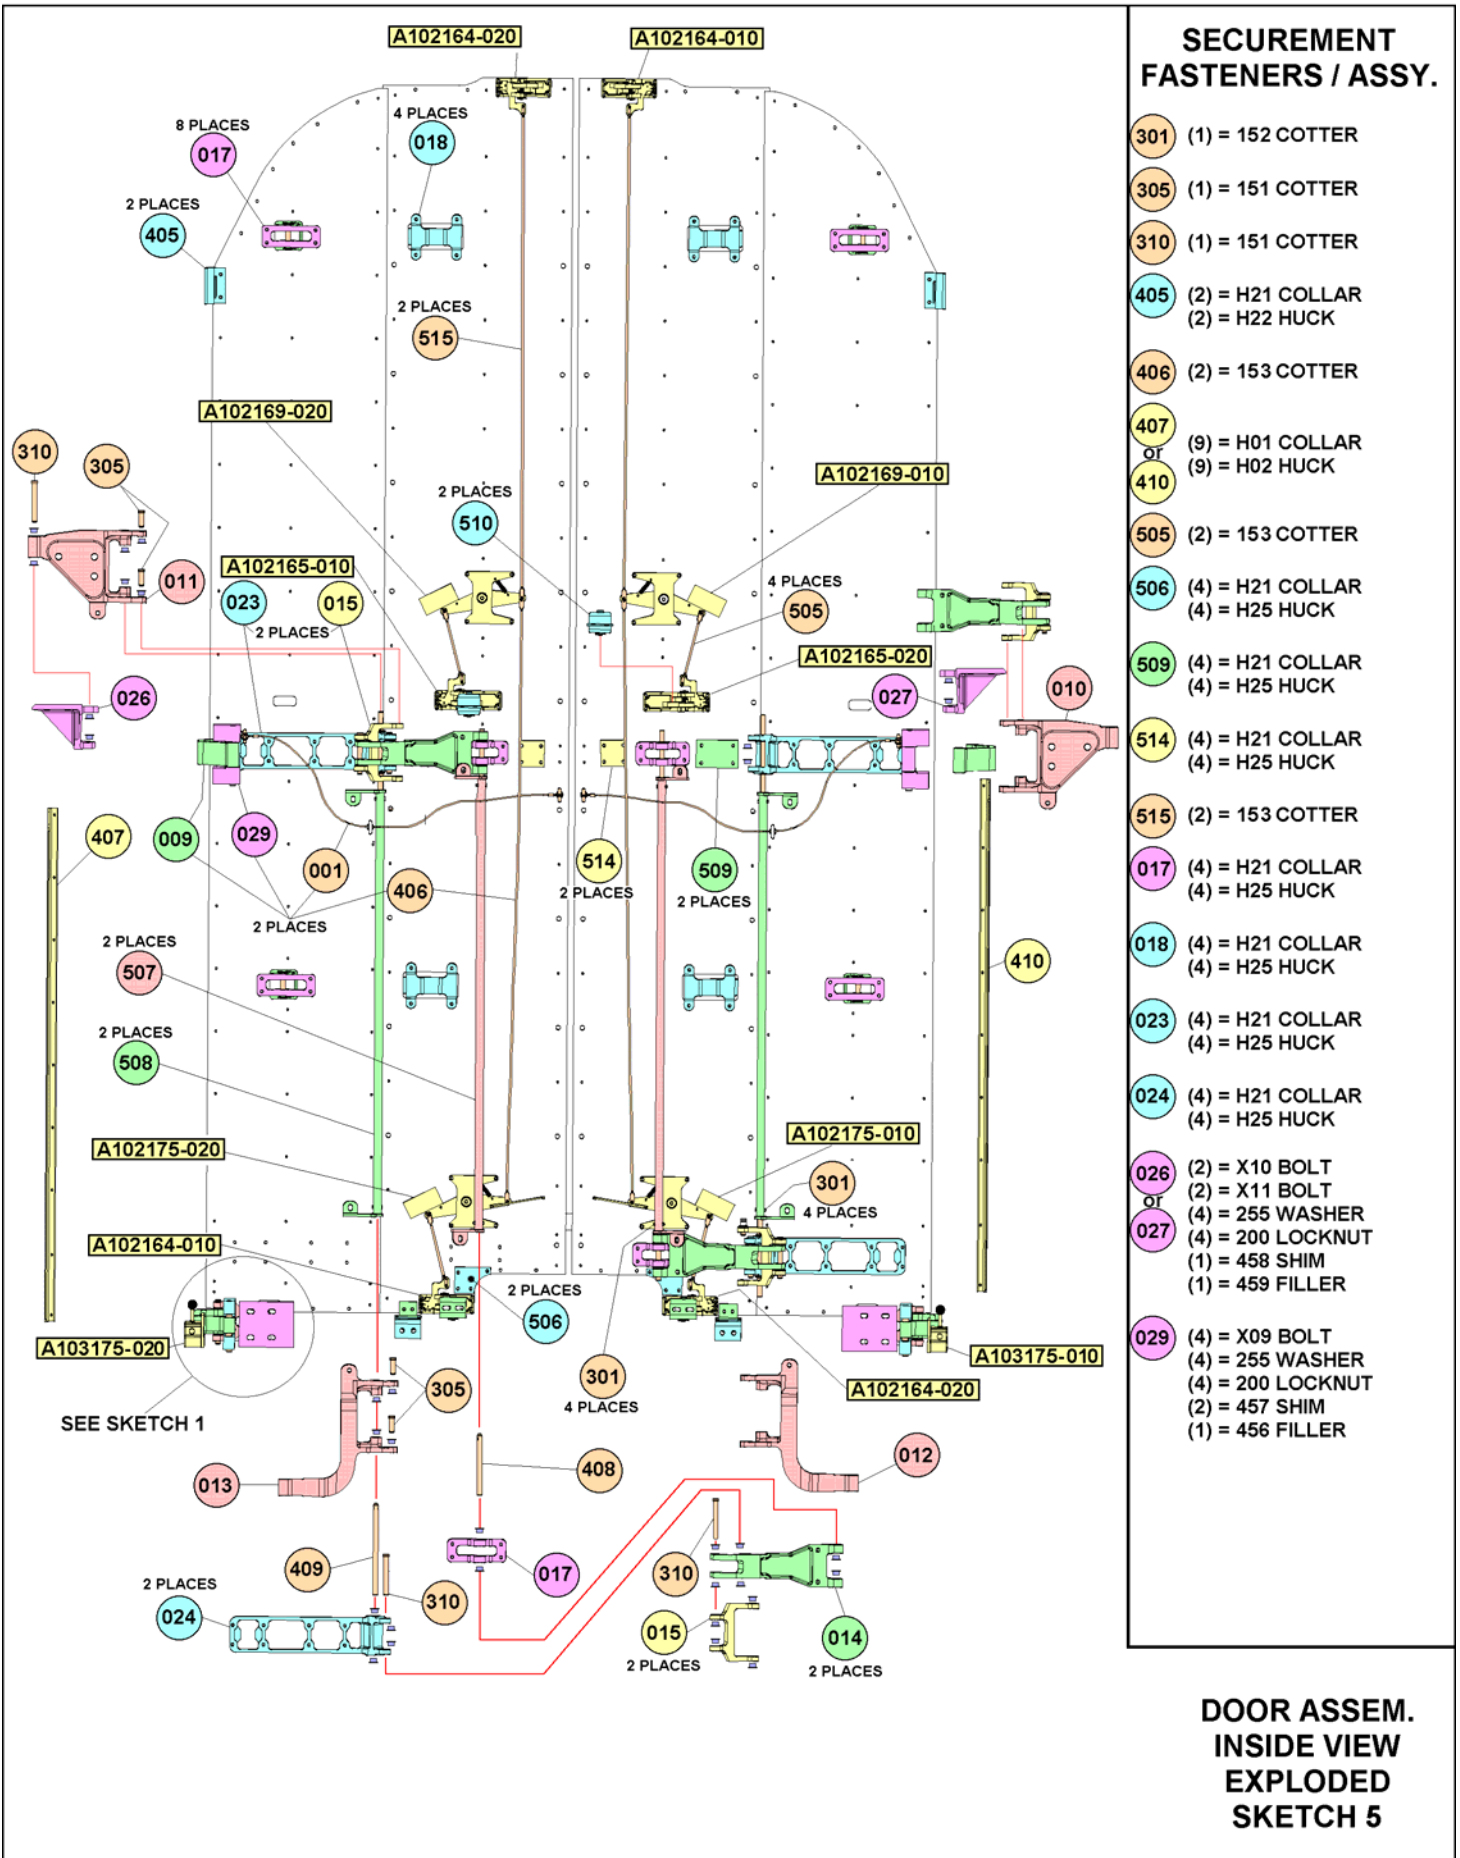 A102164-020
A102164-010
8 PLACES
017
4 PLACES
018
2 PLACES
405
2 PLACES
515
A102169-020
310
305
A102169-010
2 PLACES
510
011
A102165-010
023
015
2 PLACES
4 PLACES
505
A102165-020
026
027
010
407
009
029
001
406
2 PLACES
514
2 PLACES
509
2 PLACES
2 PLACES
507
410
2 PLACES
508
A102175-020
A102175-010
301
4 PLACES
A102164-010
2 PLACES
506
A103175-020
A103175-010
SEE SKETCH 1
305
301
4 PLACES
A102164-020
013
408
012
409
310
017
310
2 PLACES
024
015
2 PLACES
014
2 PLACES
SECUREMENT
FASTENERS / ASSY.
301 (1) = 152 COTTER
305 (1) = 151 COTTER
310 (1) = 151 COTTER
405 (2) = H21 COLLAR
(2) = H22 HUCK
406 (2) = 153 COTTER
407
or
410
(9) = H01 COLLAR
(9) = H02 HUCK
505 (2) = 153 COTTER
506 (4) = H21 COLLAR
(4) = H25 HUCK
509 (4) = H21 COLLAR
(4) = H25 HUCK
514 (4) = H21 COLLAR
(4) = H25 HUCK
515 (2) = 153 COTTER
017 (4) = H21 COLLAR
(4) = H25 HUCK
018 (4) = H21 COLLAR
(4) = H25 HUCK
023 (4) = H21 COLLAR
(4) = H25 HUCK
024 (4) = H21 COLLAR
(4) = H25 HUCK
026
or
027
(2) = X10 BOLT
(2) = X11 BOLT
(4) = 255 WASHER
(4) = 200 LOCKNUT
(1) = 458 SHIM
(1) = 459 FILLER
029 (4) = X09 BOLT
(4) = 255 WASHER
(4) = 200 LOCKNUT
(2) = 457 SHIM
(1) = 456 FILLER
DOOR ASSEM.
INSIDE VIEW
EXPLODED
SKETCH 5